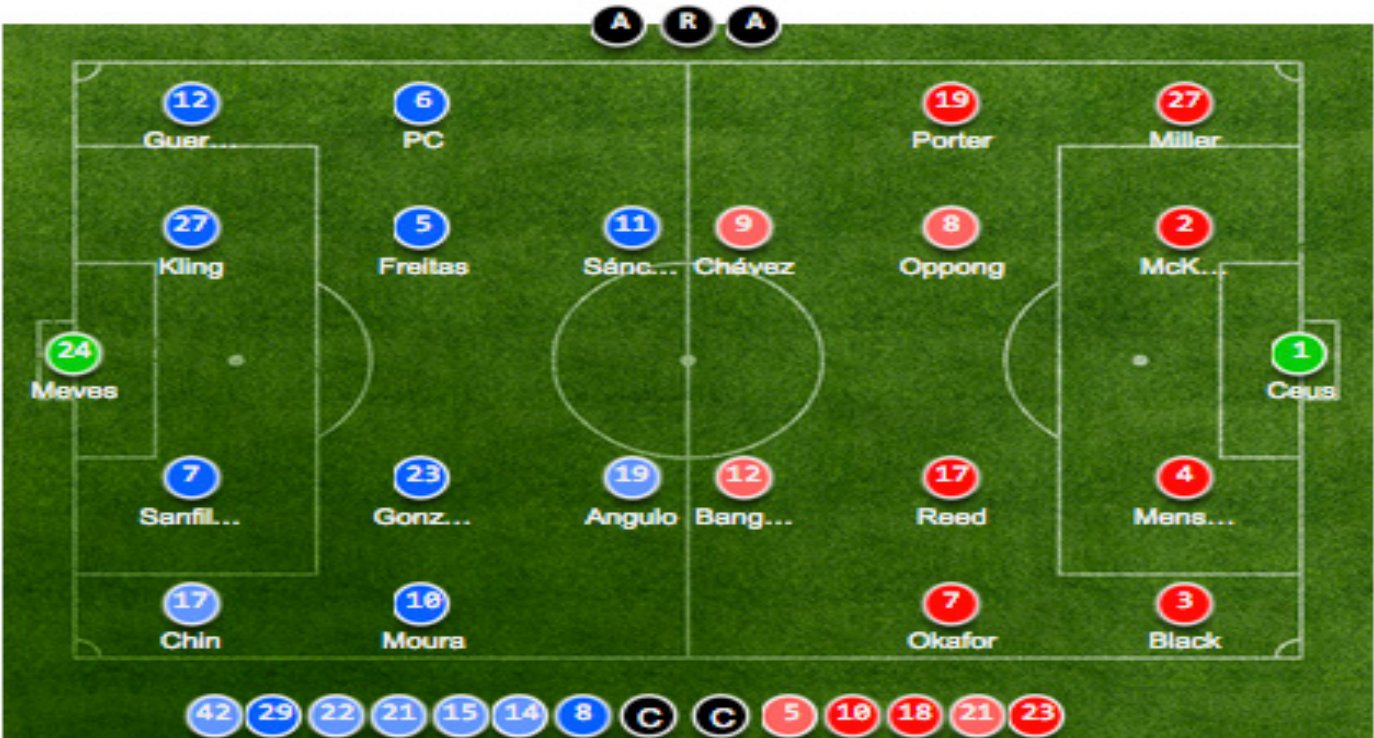 A R A
12 6 19 27
Guer... PC Porter Miller
27 5 11 9 8 2
Kling Freitas Sánc... Chávez Oppong McK...
24 1
Meves Ceus
7 23 19 12 17 4
Sanfil... Gonz... Angulo Bang... Reed Mens...
17 10 7 3
Chin Moura Okafor Black
42 29 22 21 15 14 8 C C 5 10 18 21 23